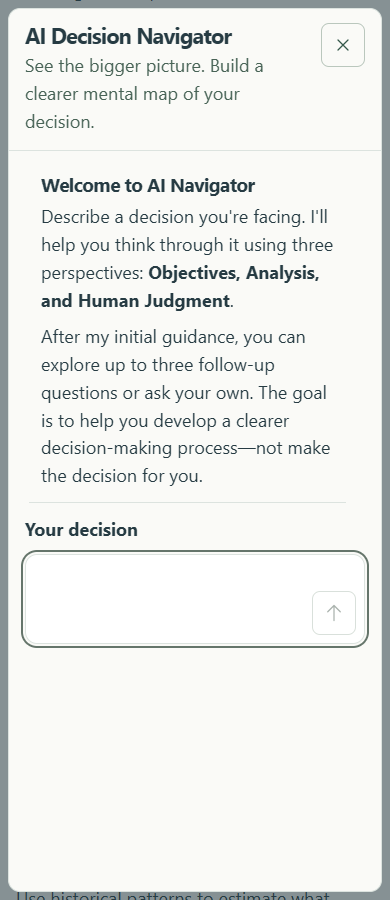 AI Decision Navigator
See the bigger picture. Build a
clearer mental map of your
decision.
Welcome to AI Navigator
Describe a decision you're facing. I'll
help you think through it using three
perspectives: Objectives, Analysis,
and Human Judgment.
After my initial guidance, you can
explore up to three follow-up
questions or ask your own. The goal
is to help you develop a clearer
decision-making process—not make
the decision for you.
Your decision
Use historical patterns to estimate what